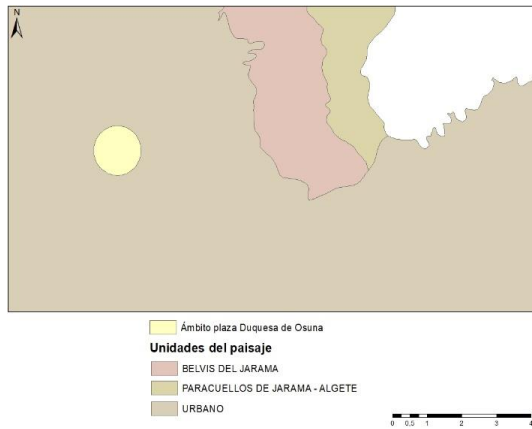 N
Ámbito plaza Duquesa de Osuna
Unidades del paisaje
BELVIS DEL JARAMA
PARACUELLOS DE JARAMA - ALGETE
URBANO
0 0,5 1 2 3 4